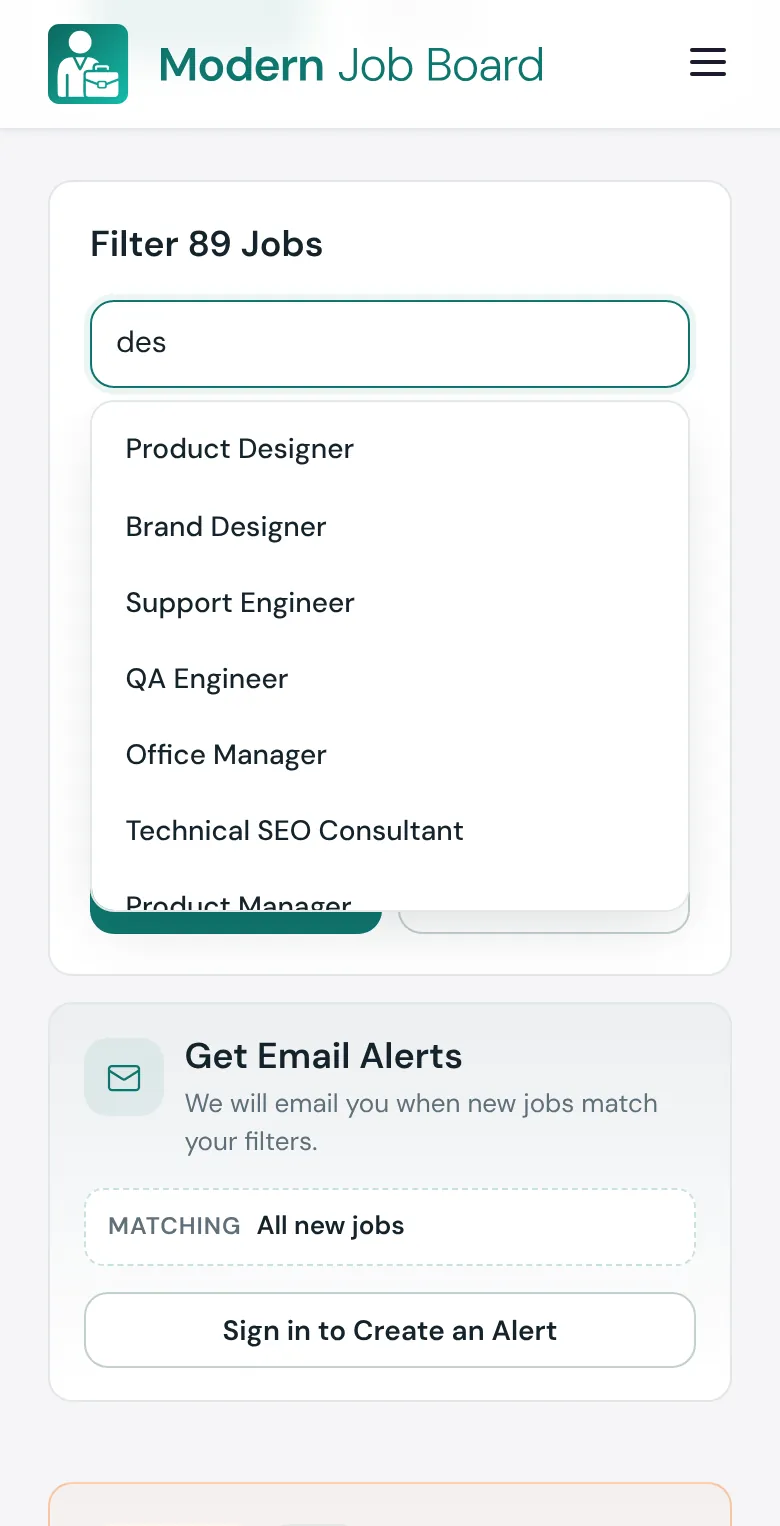 Modern Job Board
Filter 89 Jobs
des
Product Designer
Brand Designer
Support Engineer
QA Engineer
Office Manager
Technical SEO Consultant
Product Manager
Get Email Alerts
We will email you when new jobs match
your filters.
MATCHING All new jobs
Sign in to Create an Alert